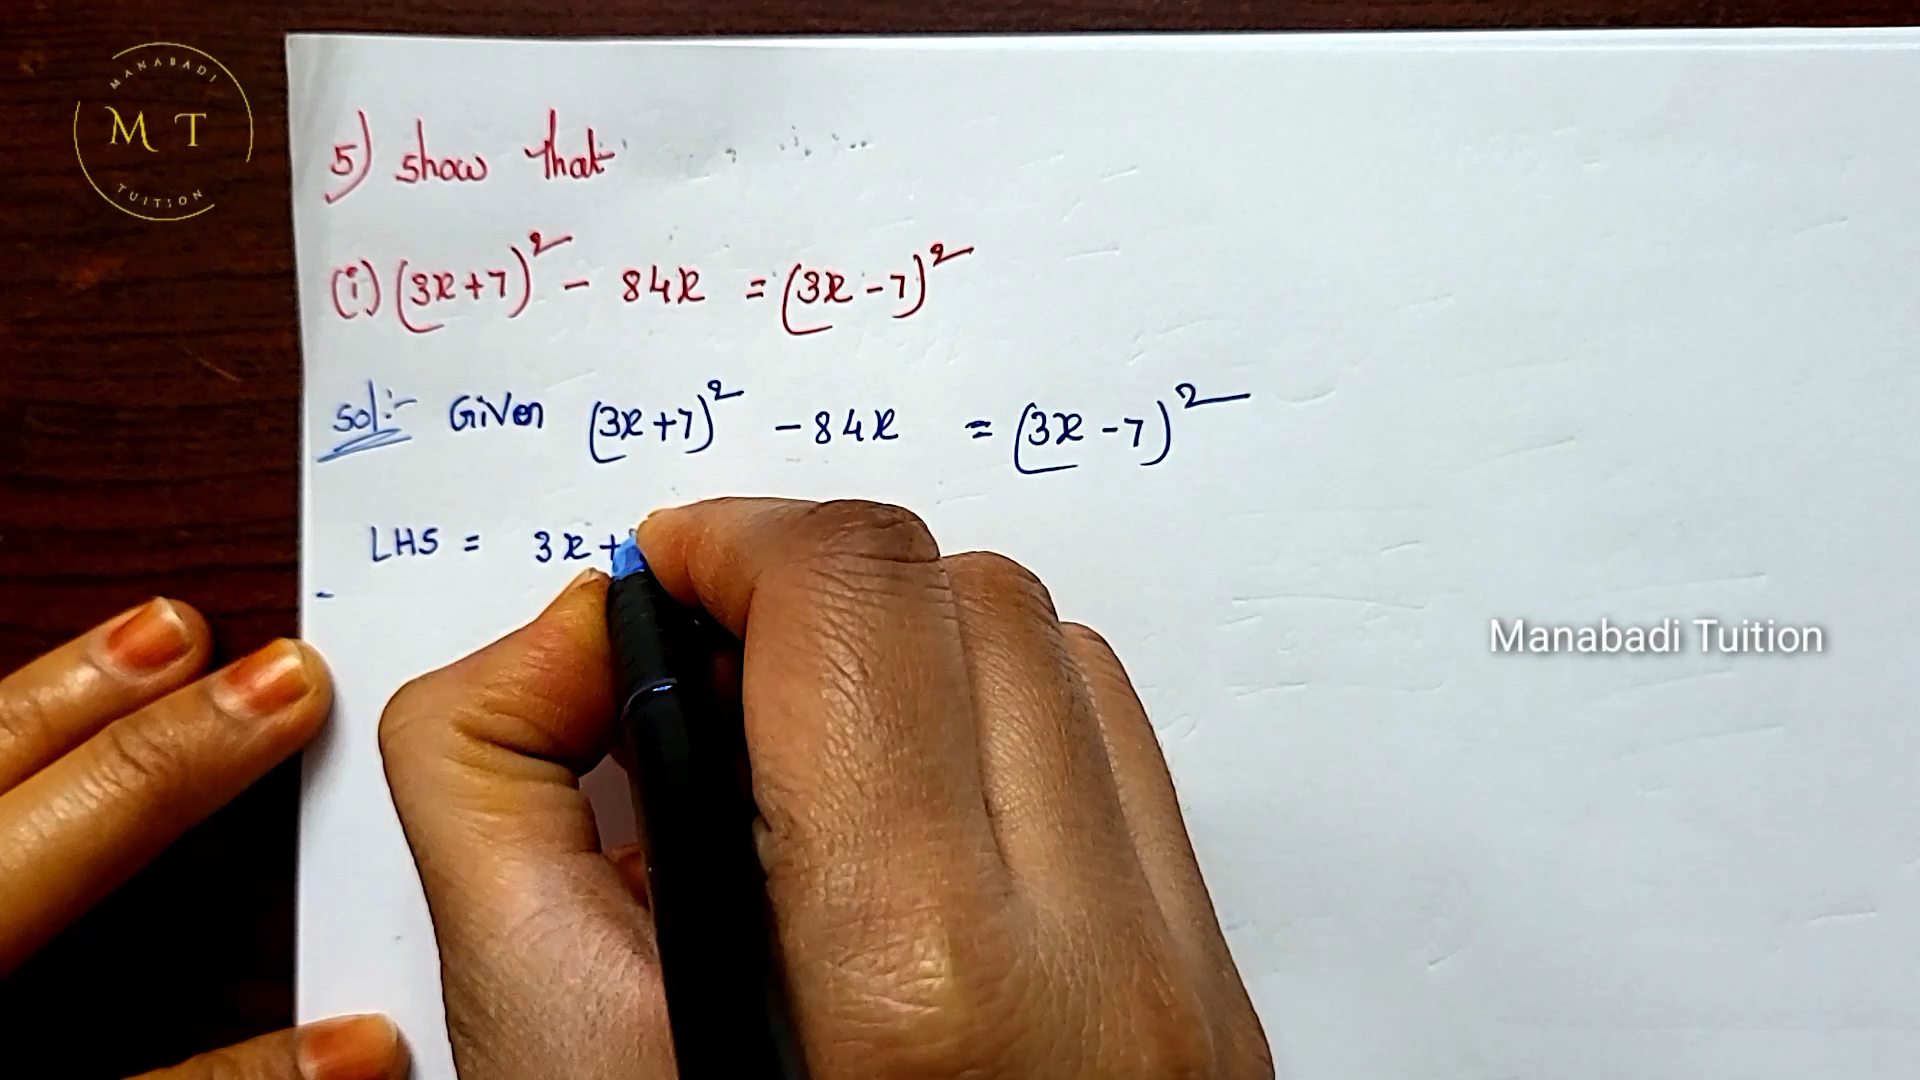 MANABADI
MT
TUITION
5) show that
(i) (3x+7)² - 84x = (3x-7)²
Sol:- Given (3x+7)² - 84x = (3x-7)²
LHS = 3x+
Manabadi Tuition